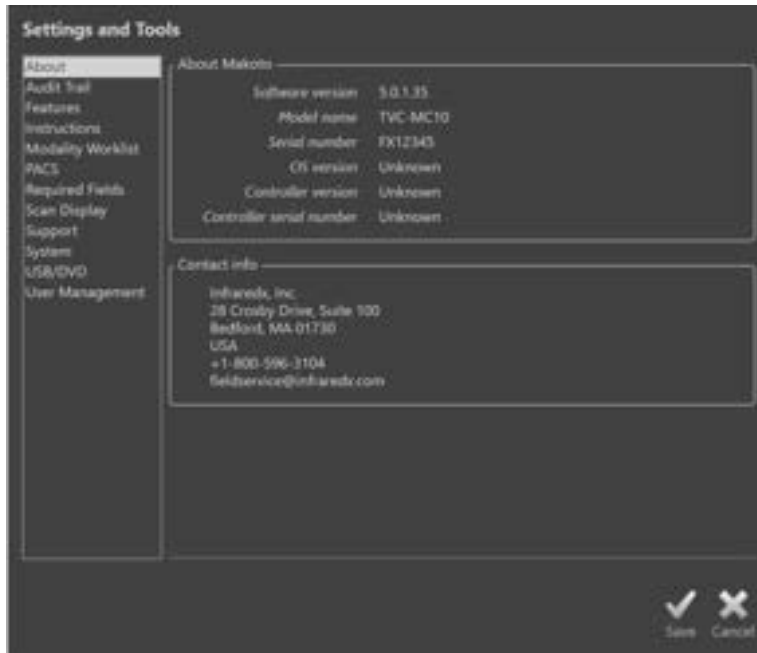 Settings and Tools
About
Audit Trail
Features
Instructions
Modality Worklist
PACS
Required Fields
Scan Display
Support
System
USB/DVD
User Management
About Makoto
Software version 5.0.1.35
Model name TVC-MC10
Serial number FX12345
OS version Unknown
Controller version Unknown
Controller serial number Unknown
Contact info
Infraredx, Inc.
28 Crosby Drive, Suite 100
Bedford, MA 01730
USA
+1-800-596-3104
fieldservice@infraredx.com
Save Cancel